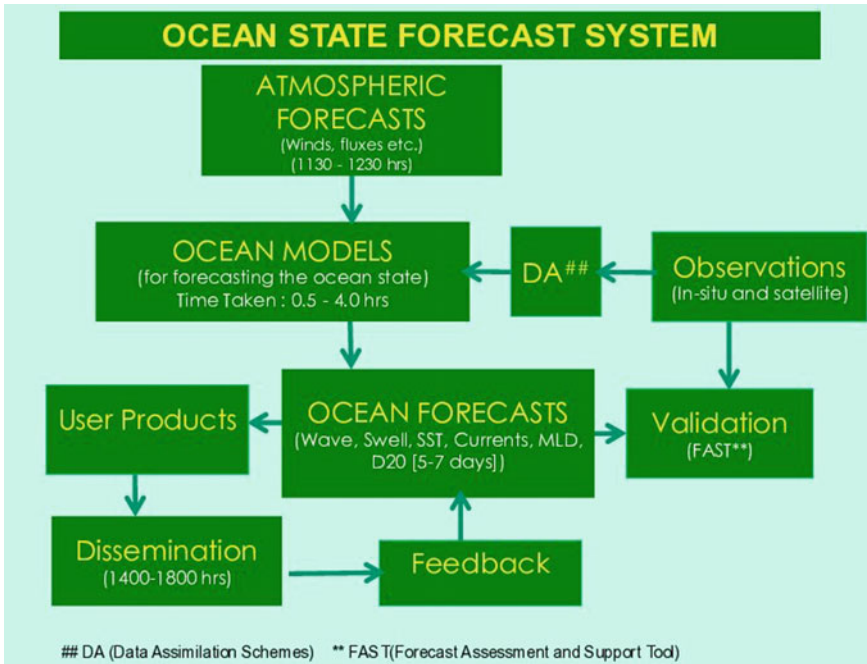 OCEAN STATE FORECAST SYSTEM
ATMOSPHERIC
FORECASTS
(Winds, fluxes etc.)
(1130 - 1230 hrs)
OCEAN MODELS
(for forecasting the ocean state)
Time Taken : 0.5 - 4.0 hrs
DA##
Observations
(In-situ and satellite)
User Products
OCEAN FORECASTS
(Wave, Swell, SST, Currents, MLD,
D20 [5-7 days])
Validation
(FAST**)
Dissemination
(1400-1800 hrs)
Feedback
## DA (Data Assimilation Schemes) ** FAST(Forecast Assessment and Support Tool)